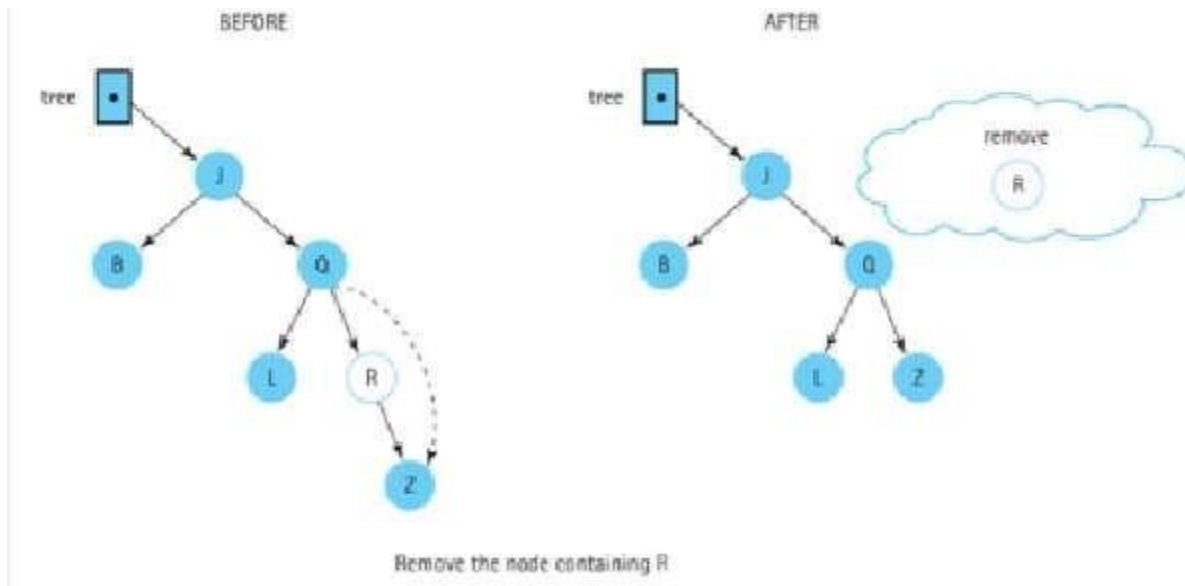 BEFORE
AFTER
tree
J
B
Q
L
R
Z
tree
remove
R
J
B
Q
L
Z
Remove the node containing R